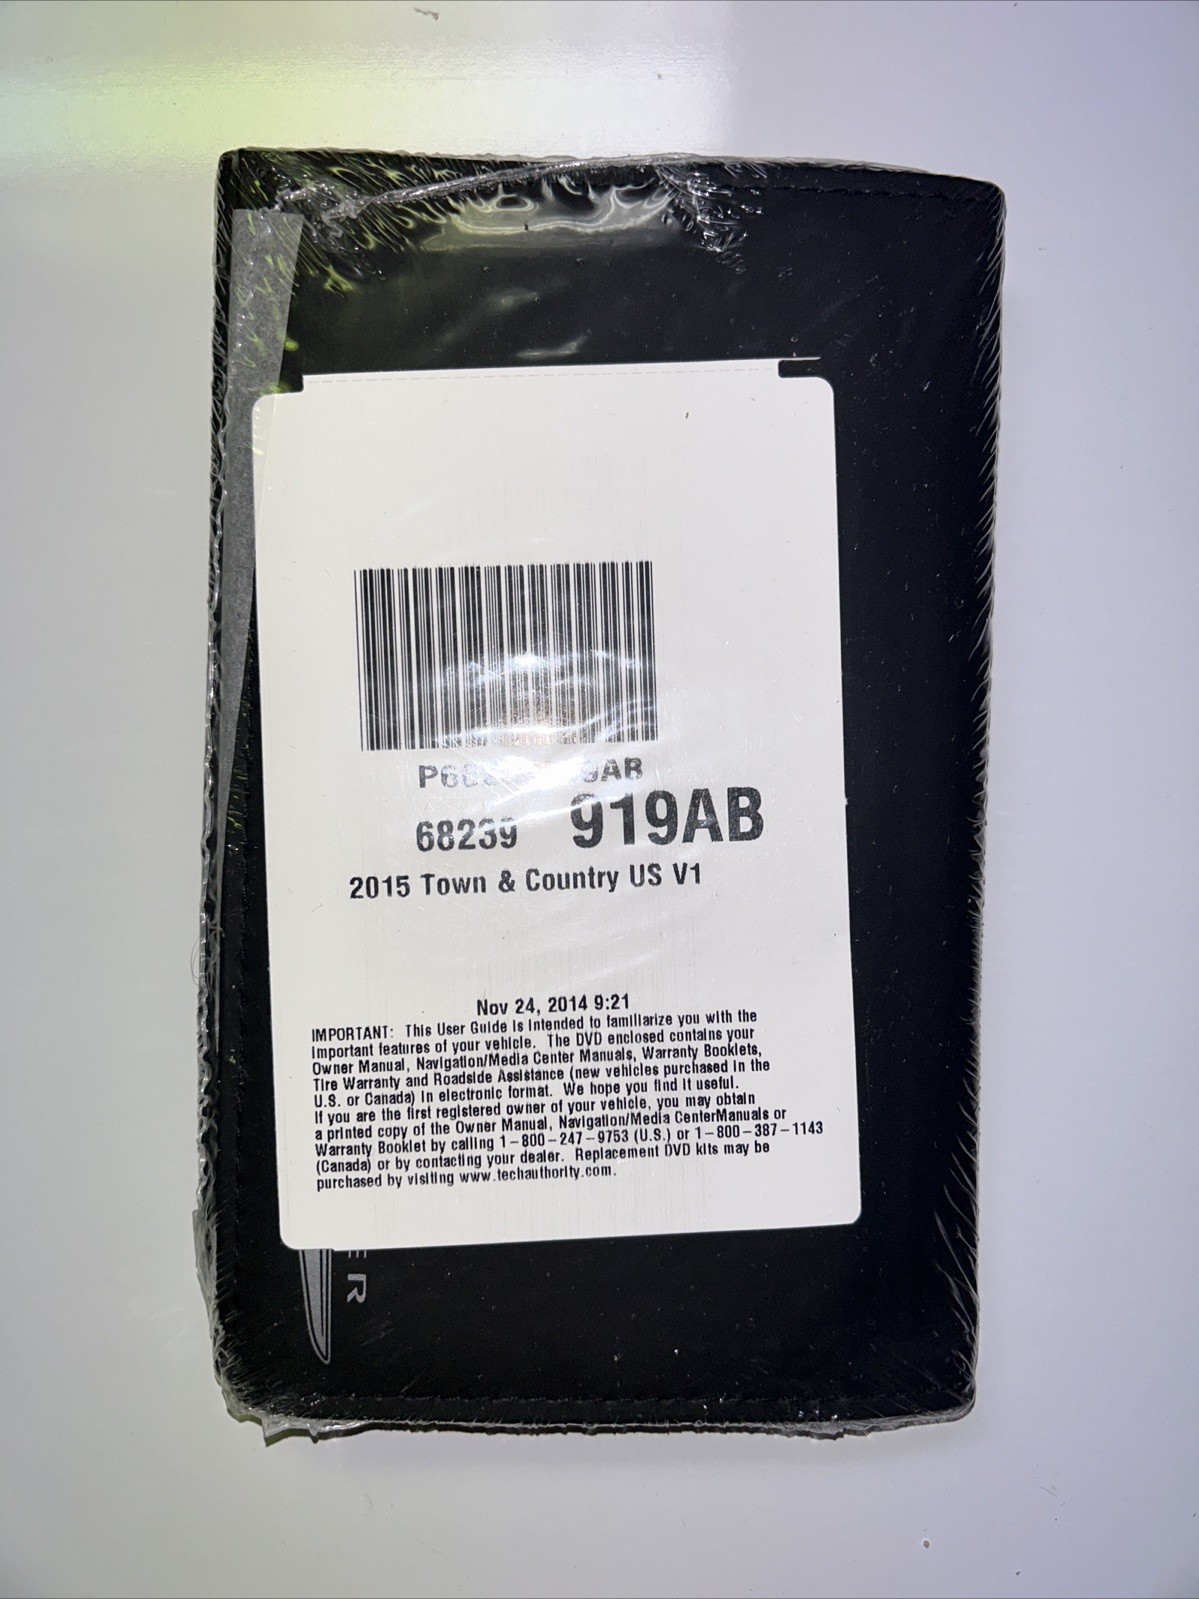 919AB
68239 919AB
2015 Town & Country US V1
Nov 24, 2014 9:21
IMPORTANT: This User Guide is intended to familiarize you with the
important features of your vehicle. The DVD enclosed contains your
Owner Manual, Navigation/Media Center Manuals, Warranty Booklets,
Tire Warranty and Roadside Assistance (new vehicles purchased in the
U.S. or Canada) in electronic format. We hope you find it useful.
If you are the first registered owner of your vehicle, you may obtain
a printed copy of the Owner Manual, Navigation/Media CenterManuals or
Warranty Booklet by calling 1-800-247-9753 (U.S.) or 1-800-387-1143
(Canada) or by contacting your dealer. Replacement DVD kits may be
purchased by visiting www.techauthority.com.
ER